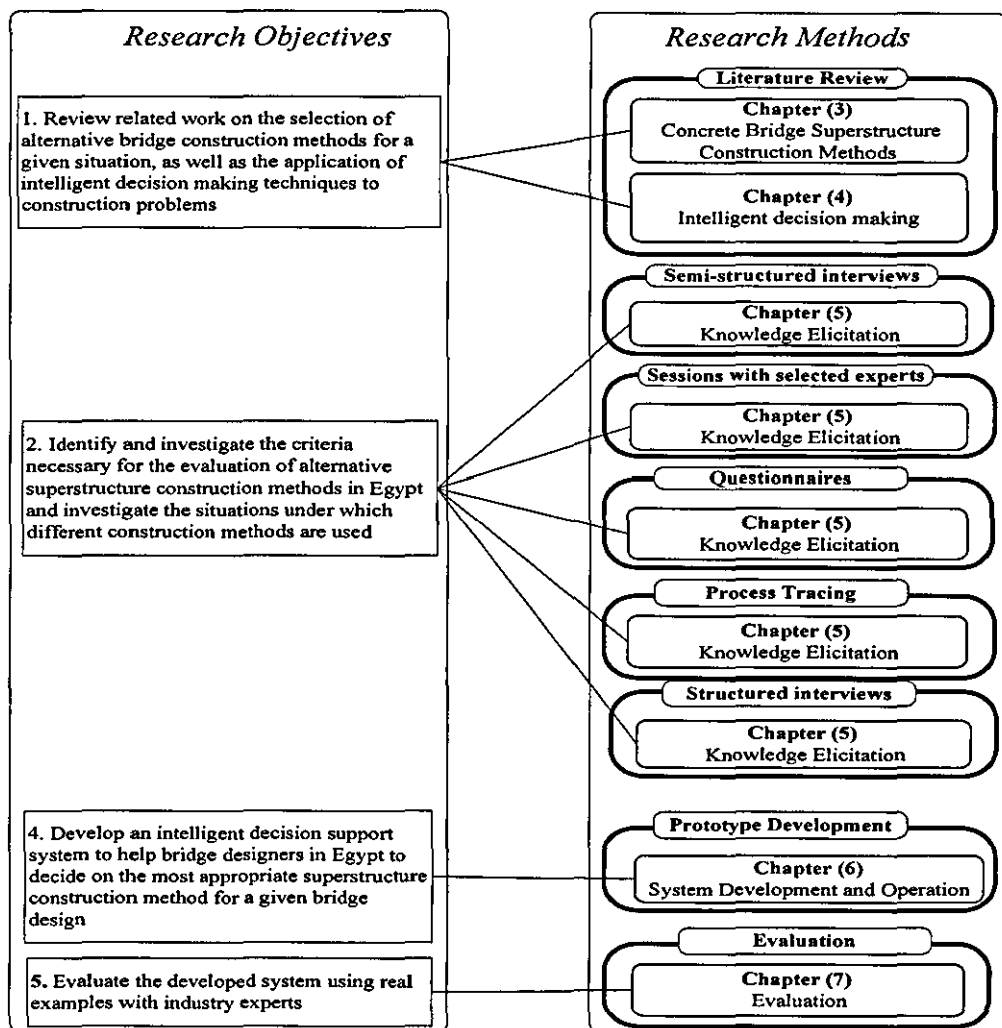 Research Objectives
1. Review related work on the selection of
alternative bridge construction methods for a
given situation, as well as the application of
intelligent decision making techniques to
construction problems
2. Identify and investigate the criteria
necessary for the evaluation of alternative
superstructure construction methods in Egypt
and investigate the situations under which
different construction methods are used
4. Develop an intelligent decision support
system to help bridge designers in Egypt to
decide on the most appropriate superstructure
construction method for a given bridge
design
5. Evaluate the developed system using real
examples with industry experts
Research Methods
Literature Review
Chapter (3)
Concrete Bridge Superstructure
Construction Methods
Chapter (4)
Intelligent decision making
Semi-structured interviews
Chapter (5)
Knowledge Elicitation
Sessions with selected experts
Chapter (5)
Knowledge Elicitation
Questionnaires
Chapter (5)
Knowledge Elicitation
Process Tracing
Chapter (5)
Knowledge Elicitation
Structured interviews
Chapter (5)
Knowledge Elicitation
Prototype Development
Chapter (6)
System Development and Operation
Evaluation
Chapter (7)
Evaluation